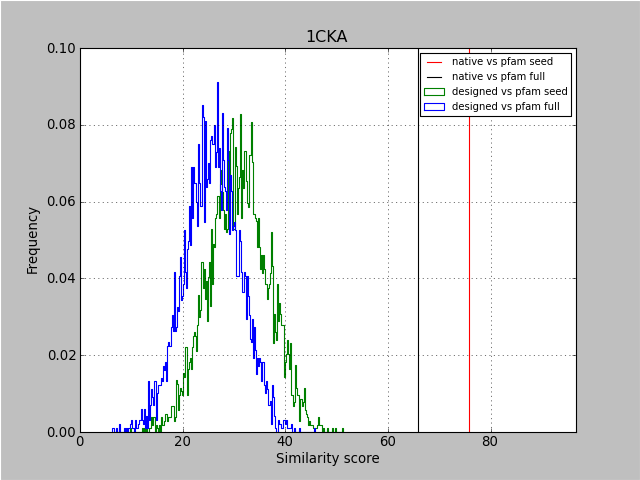 1CKA
0.10
0.08
0.06
0.04
0.02
0.00
Frequency
native vs pfam seed
native vs pfam full
designed vs pfam seed
designed vs pfam full
0
20
40
60
80
Similarity score